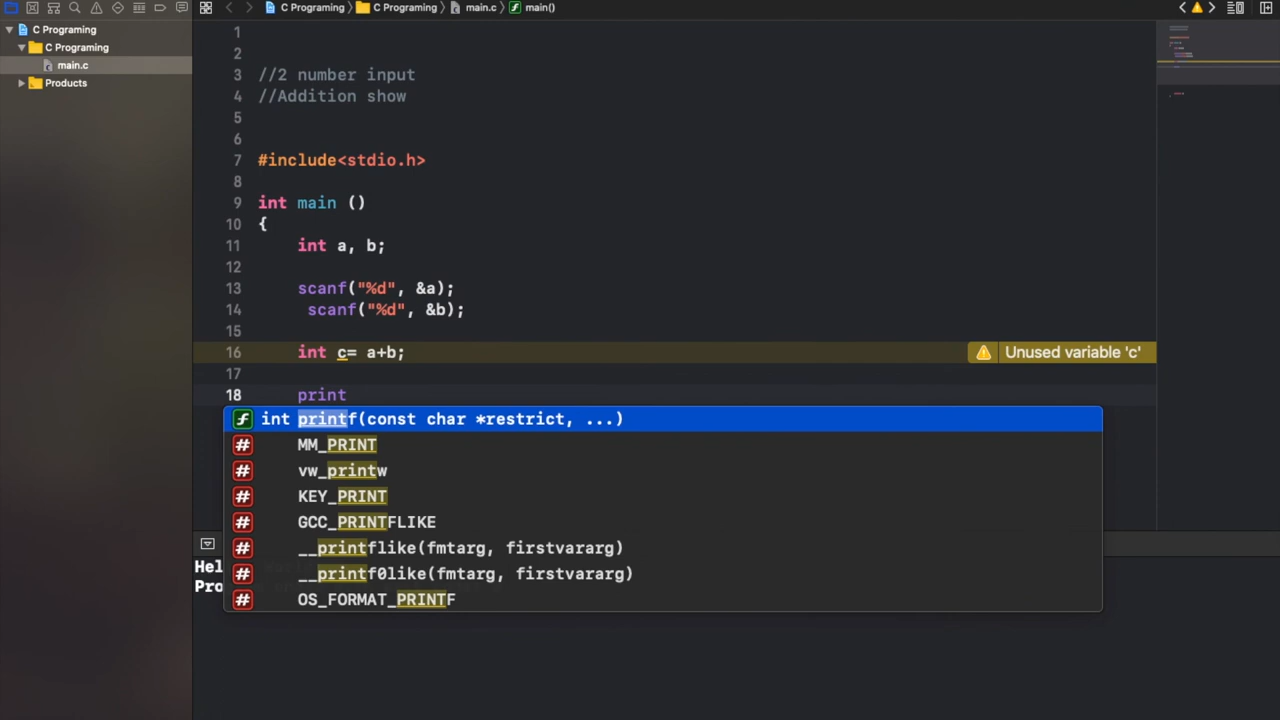 C Programing C Programing main.c main()
C Programing
C Programing
main.c
Products
1
2
3 //2 number input
4 //Addition show
5
6
7 #include<stdio.h>
8
9 int main ()
10 {
11 int a, b;
12
13 scanf("%d", &a);
14 scanf("%d", &b);
15
16 int c= a+b; Unused variable 'c'
17
18 print
int printf(const char *restrict, ...)
MM_PRINT
vw_printw
KEY_PRINT
GCC_PRINTFLIKE
__printflike(fmtarg, firstvararg)
__printf0like(fmtarg, firstvararg)
OS_FORMAT_PRINTF